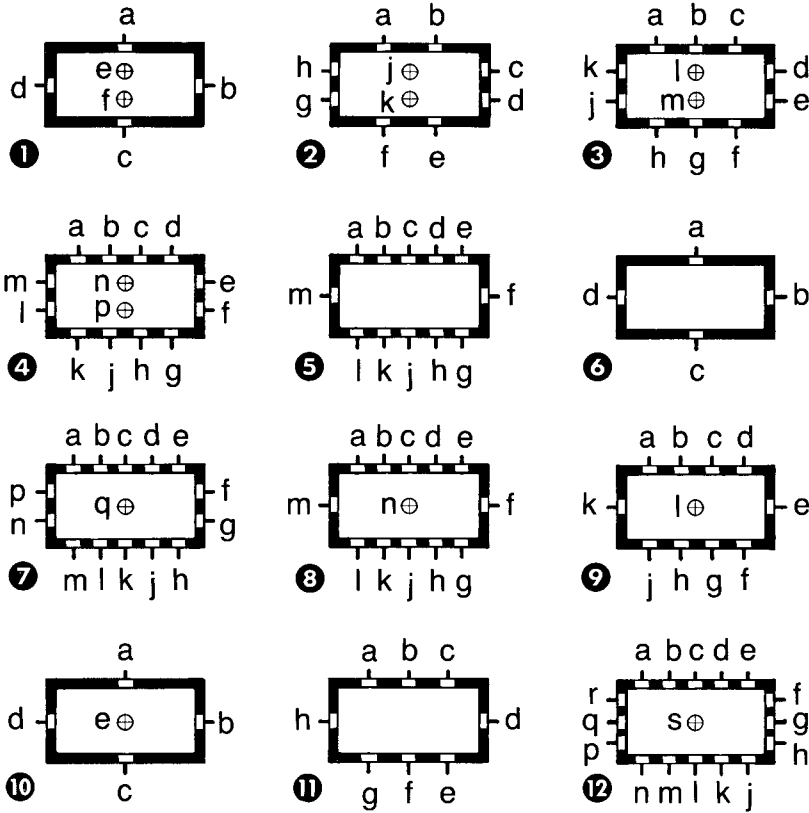 a
e
d b
f
c
1
a b
h j c
g k d
f e
2
a b c
k l d
j m e
h g f
3
a b c d
m n e
l p f
k j h g
4
a b c d e
m f
l k j h g
5
a
d b
c
6
a b c d e
p q f
n g
m l k j h
7
a b c d e
m n f
l k j h g
8
a b c d
k l e
j h g f
9
a
d e b
c
10
a b c
h d
g f e
11
a b c d e
r f
q s g
p h
n m l k j
12